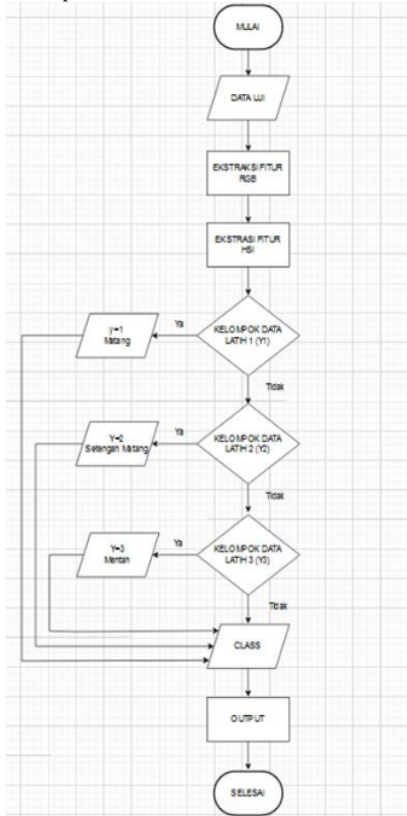 MULAI
DATA UJI
EKSTRAKSI FITUR
RGB
EKSTRASI FITUR
HSI
KELOMPOK DATA
LATIH 1 (Y1)
Ya
y=1
Matang
Tidak
KELOMPOK DATA
LATIH 2 (Y2)
Ya
Y=2
Setengah Matang
Tidak
KELOMPOK DATA
LATIH 3 (Y3)
Ya
Y=3
Mentah
Tidak
CLASS
OUTPUT
SELESAI